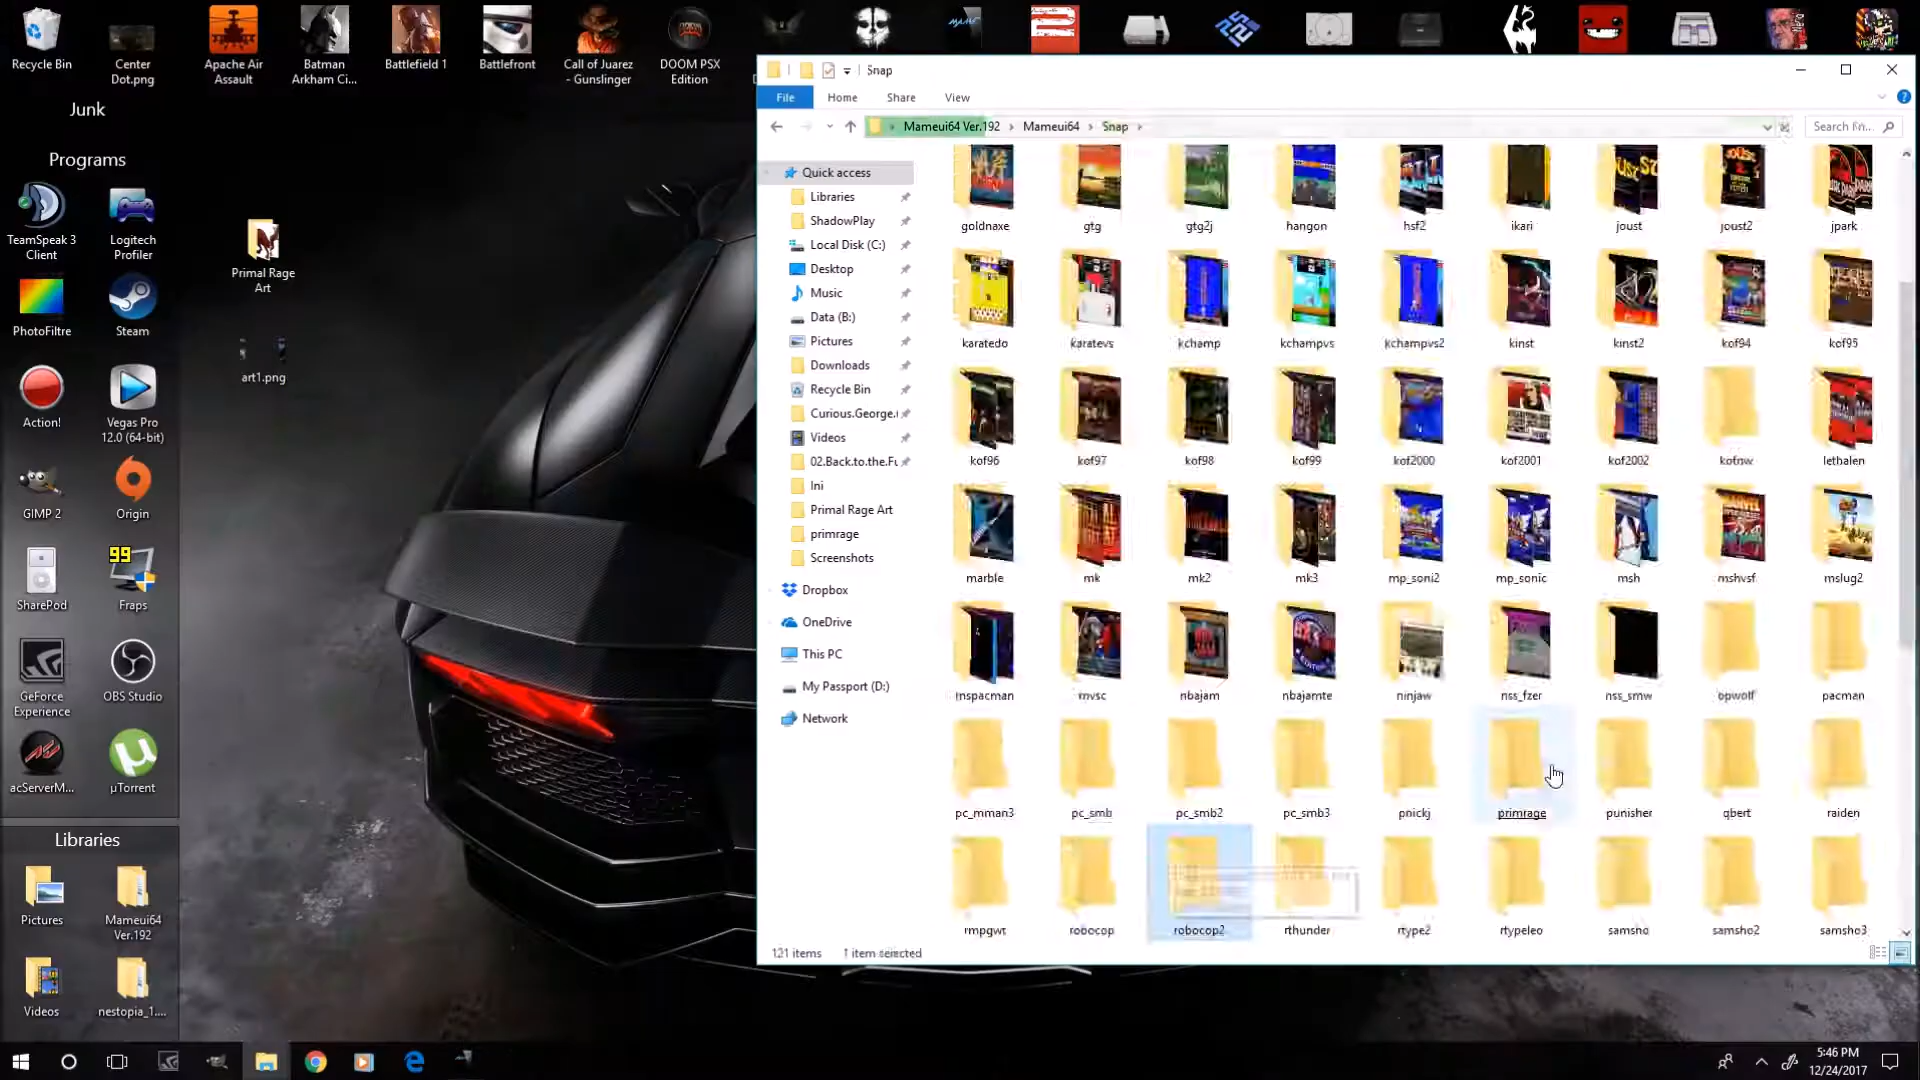 Recycle Bin
Center
Dot.png
Apache Air
Assault
Batman
Arkham Ci...
Battlefield 1
Battlefront
Call of Juarez
- Gunslinger
DOOM PSX
Edition
Junk
Programs
TeamSpeak 3
Client
Logitech
Profiler
PhotoFiltre
Steam
Action!
Vegas Pro
12.0 (64-bit)
GIMP 2
Origin
SharePod
99
Fraps
GeForce
Experience
OBS Studio
acServerM...
µTorrent
Libraries
Pictures
Mameui64
Ver.192
Videos
nestopia_1....
Primal Rage
Art
art1.png
Snap
File
Home
Share
View
Mameui64 Ver.192
Mameui64
Snap
Quick access
Libraries
ShadowPlay
Local Disk (C:)
Desktop
Music
Data (B:)
Pictures
Downloads
Recycle Bin
Curious.George.
Videos
02.Back.to.the.Fu
Ini
Primal Rage Art
primrage
Screenshots
Dropbox
OneDrive
This PC
My Passport (D:)
Network
goldnaxe gtg gtg2j hangon hsf2 ikari joust joust2 jpark
karatedo karatevs kchamp kchampvs kchampvs2 kinst kinst2 kof94 kof95
kof96 kof97 kof98 kof99 kof2000 kof2001 kof2002 kofnw lethalen
marble mk mk2 mk3 mp_soni2 mp_sonic msh mshvsf mslug2
mspacman mvsc nbajam nbajamte ninjaw nss_fzer nss_smw opwolf pacman
pc_mman3 pc_smb pc_smb2 pc_smb3 pnickj primrage punisher qbert raiden
rmpgwt robocop robocop2 rthunder rtype2 rtypeleo samsho samsho2 samsho3
121 items
1 item selected
5:46 PM
12/24/2017